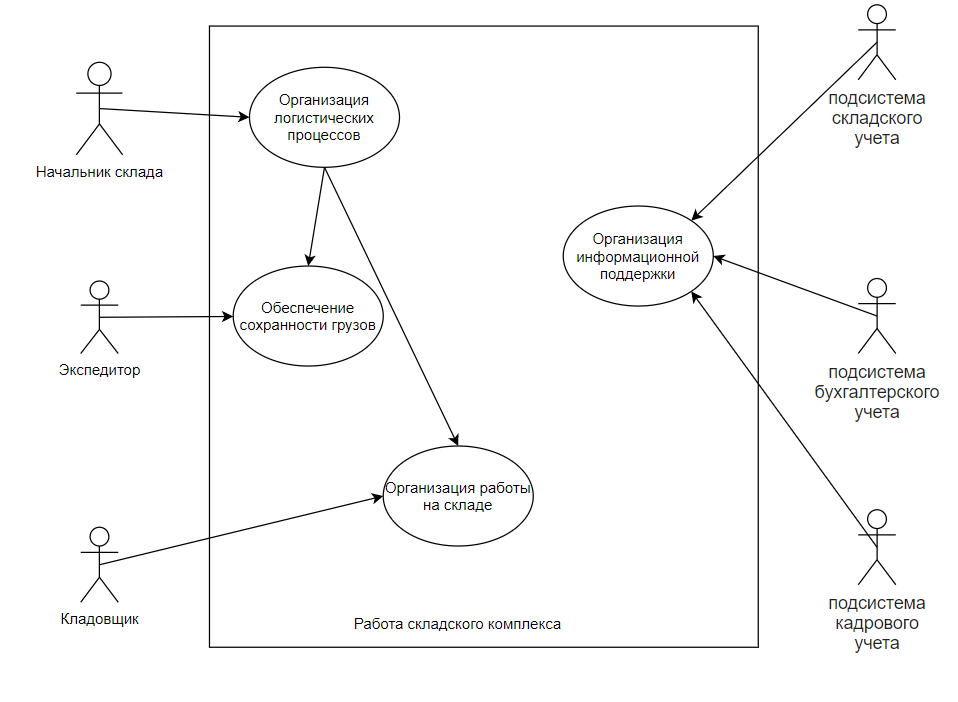 Начальник склада
Организация
логистических
процессов
подсистема
складского
учета
Экспедитор
Обеспечение
сохранности грузов
Организация
информационной
поддержки
подсистема
бухгалтерского
учета
Кладовщик
Организация работы
на складе
подсистема
кадрового
учета
Работа складского комплекса